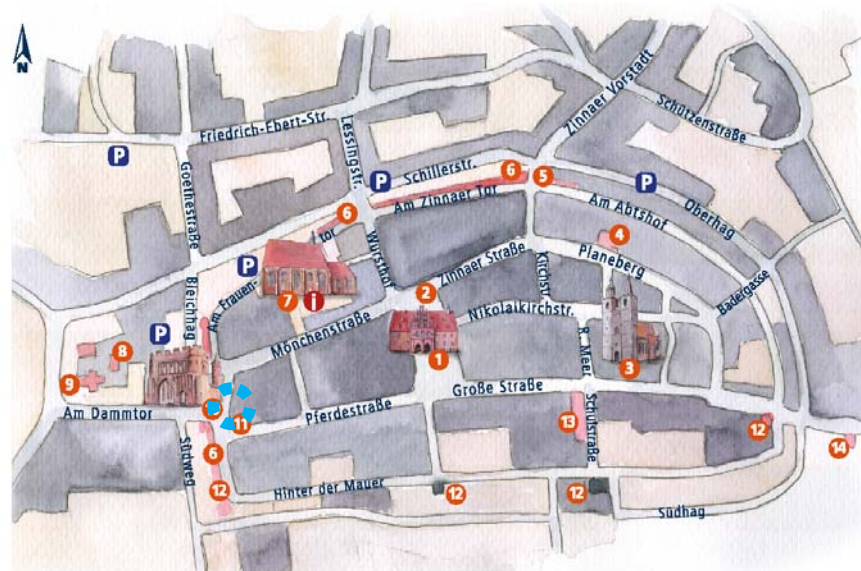 N
Friedrich-Ebert-Str.
Lessingstr.
Zinnaer Vorstadt
Schützenstraße
P
Goethestraße
P
Schillerstr.
6
5
P
Am Zinnaer Tor
Am Abtshof
Oberhag
6
4
tor
Wursthof
Planeberg
Zinnaer Straße
Kirchstr.
Badergasse
P
Bleichhag
Am Frauen-
7
i
2
Nikolaikirchstr.
Mönchenstraße
P
8
1
R. Meer
3
9
Große Straße
Am Dammtor
11
Pferdestraße
13
Schulstraße
12
14
Südweg
6
12
Hinter der Mauer
12
12
Südhag